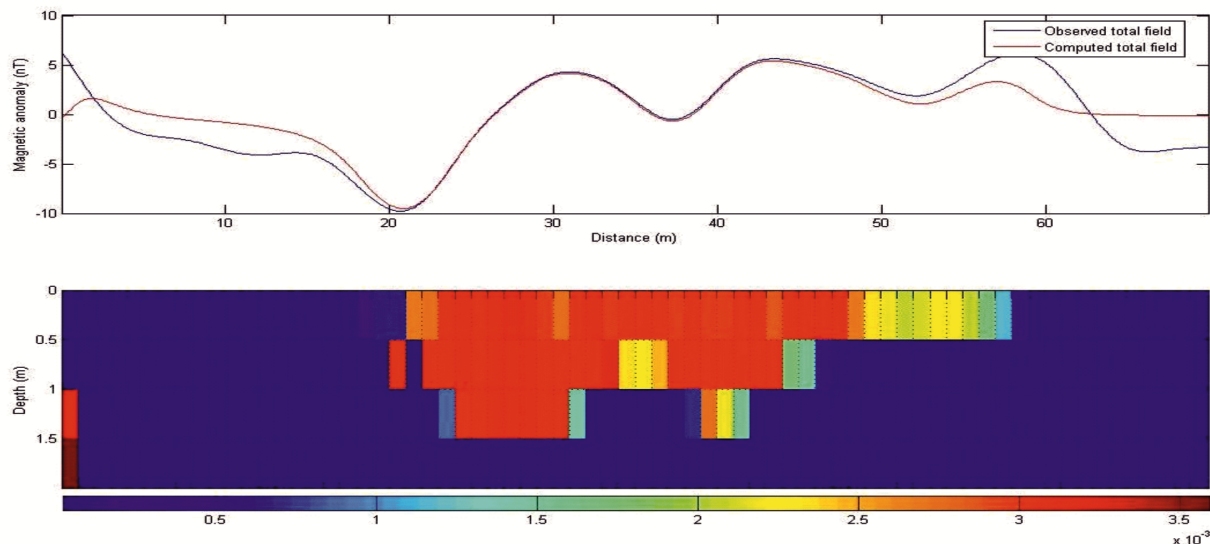 10
5
0
-5
-10
Magnetic anomaly (nT)
Observed total field
Computed total field
10 20 30 40 50 60
Distance (m)
0
0.5
1
1.5
Depth (m)
0.5 1 1.5 2 2.5 3 3.5
x 10⁻³